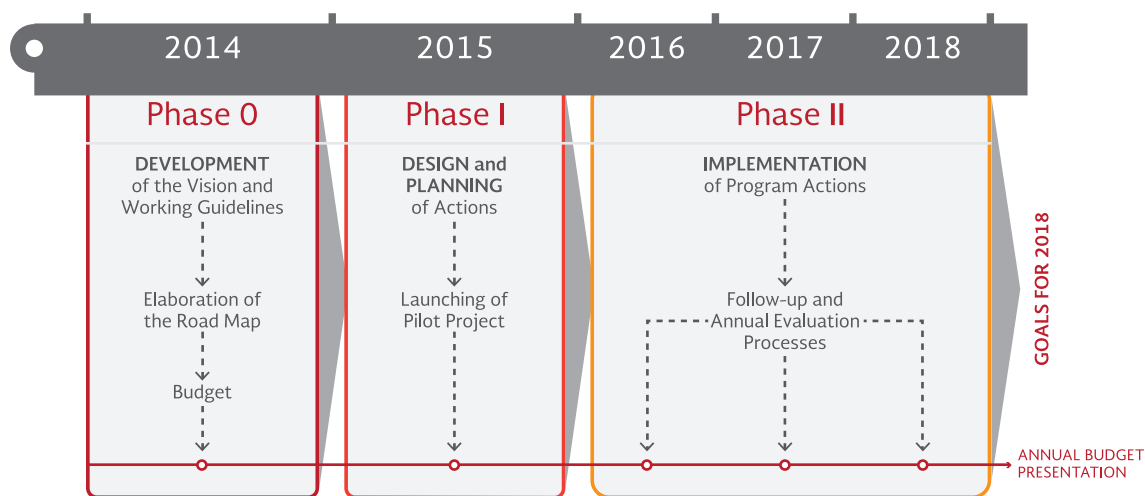 2014
2015
2016
2017
2018
Phase 0
DEVELOPMENT
of the Vision and
Working Guidelines
Elaboration of
the Road Map
Budget
Phase I
DESIGN and
PLANNING
of Actions
Launching of
Pilot Project
Phase II
IMPLEMENTATION
of Program Actions
Follow-up and
Annual Evaluation
Processes
GOALS FOR 2018
ANNUAL BUDGET
PRESENTATION